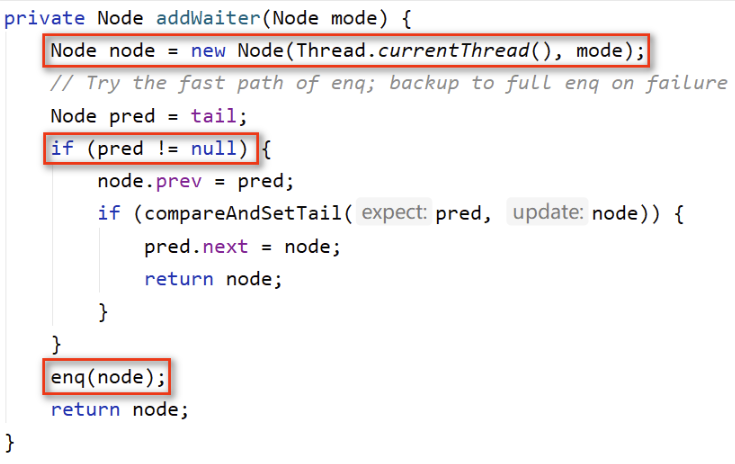 private Node addWaiter(Node mode) {
Node node = new Node(Thread.currentThread(), mode);
// Try the fast path of enq; backup to full enq on failure
Node pred = tail;
if (pred != null) {
node.prev = pred;
if (compareAndSetTail( expect: pred, update: node)) {
pred.next = node;
return node;
}
}
enq(node);
return node;
}